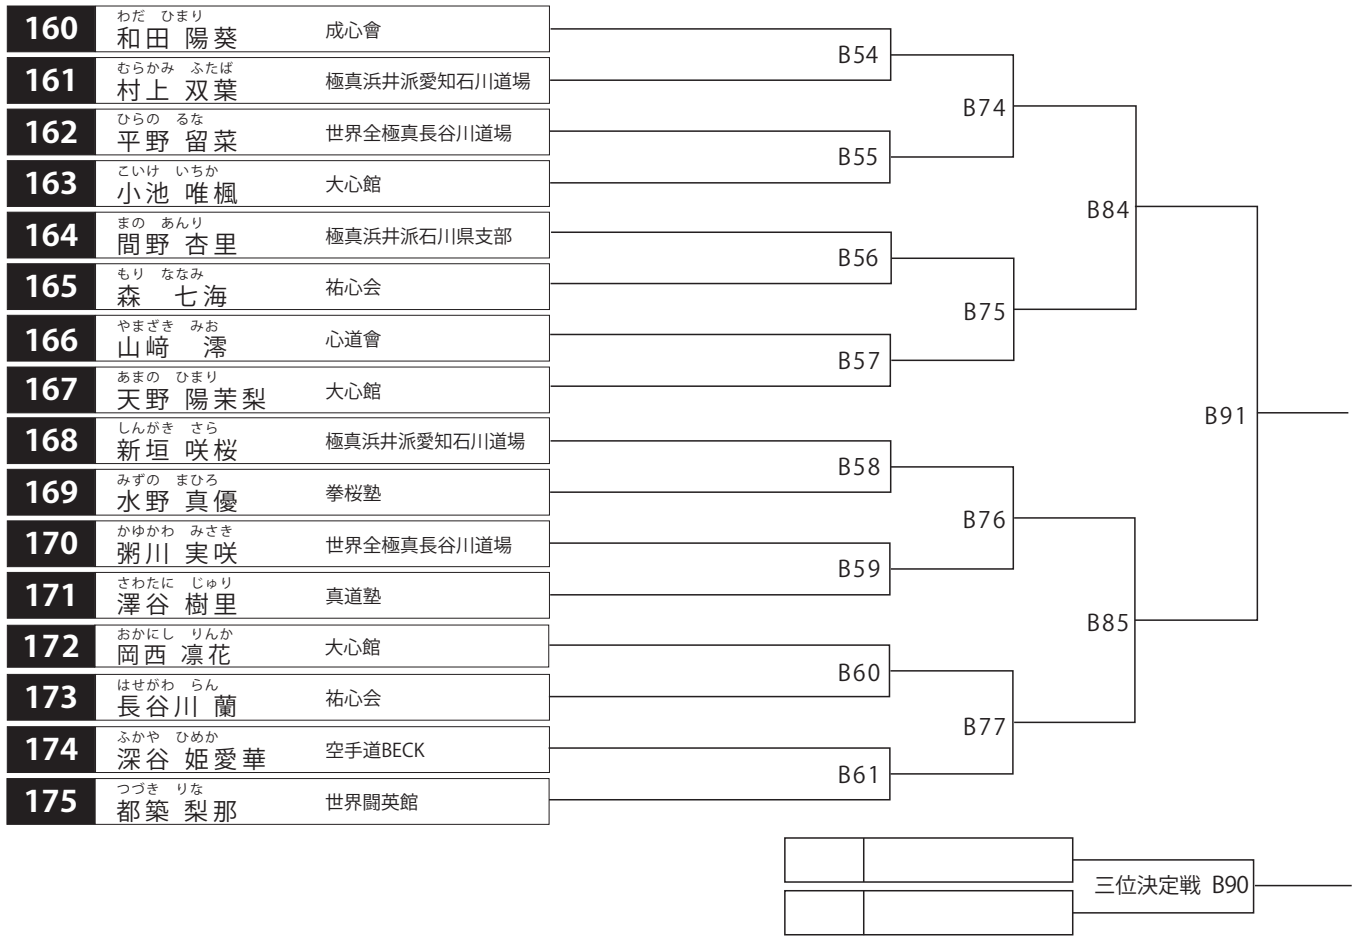 160 わだ ひまり 和田 陽葵 成心會
161 むらかみ ふたば 村上 双葉 極真浜井派愛知石川道場
B54
162 ひらの るな 平野 留菜 世界全極真長谷川道場
163 こいけ いちか 小池 唯楓 大心館
B55
B74
164 まの あんり 間野 杏里 極真浜井派石川県支部
165 もり ななみ 森 七海 祐心会
B56
166 やまざき みお 山﨑 澪 心道會
167 あまの ひまり 天野 陽茉梨 大心館
B57
B75
B84
168 しんがき さら 新垣 咲桜 極真浜井派愛知石川道場
169 みずの まひろ 水野 真優 拳桜塾
B58
170 かゆかわ みさき 粥川 実咲 世界全極真長谷川道場
171 さわたに じゅり 澤谷 樹里 真道塾
B59
B76
172 おかにし りんか 岡西 凛花 大心館
173 はせがわ らん 長谷川 蘭 祐心会
B60
174 ふかや ひめか 深谷 姫愛華 空手道BECK
175 つづき りな 都築 梨那 世界闘英館
B61
B77
B85
B91
三位決定戦 B90